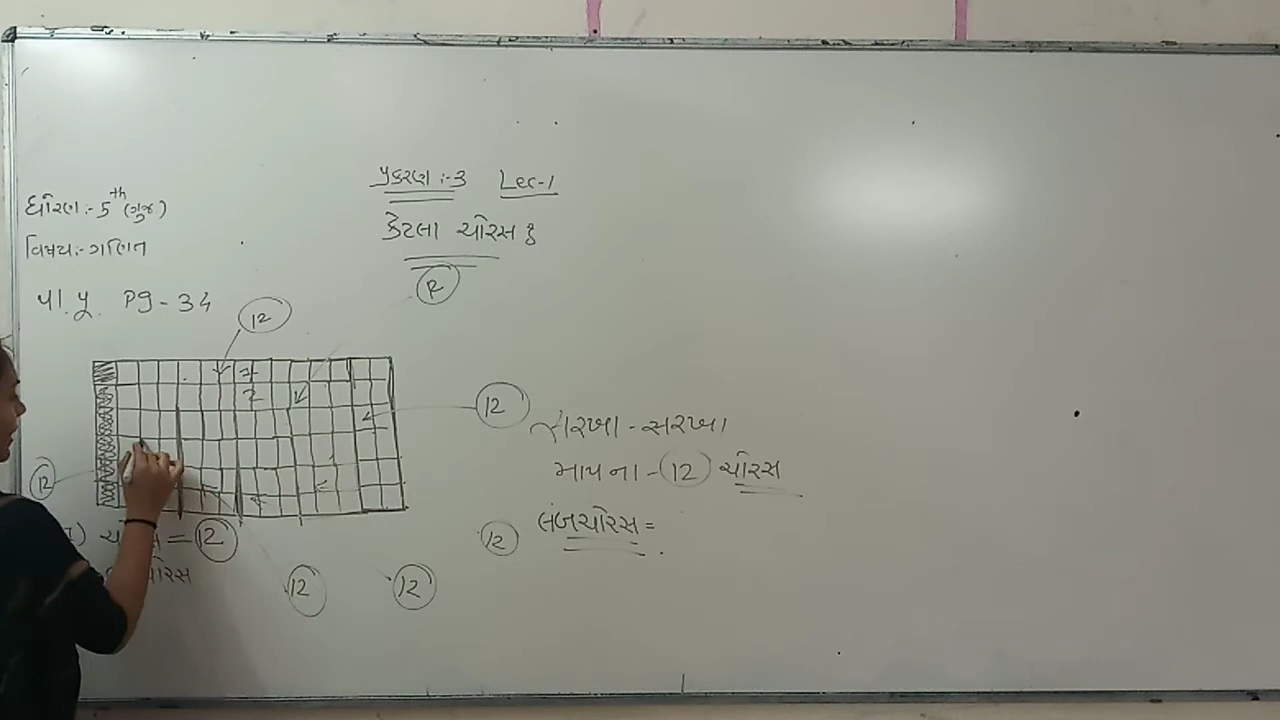 ધોરણ:- 5th (ગુજ.)
વિષય:- ગણિત
પા. પુ. Pg - 34
પ્રકરણ :- 3 Lec-1
કેટલા ચોરસ ?
12
12
12
સરખા - સરખા
માપના - 12 ચોરસ
લંબચોરસ =
12
= 12
12
12